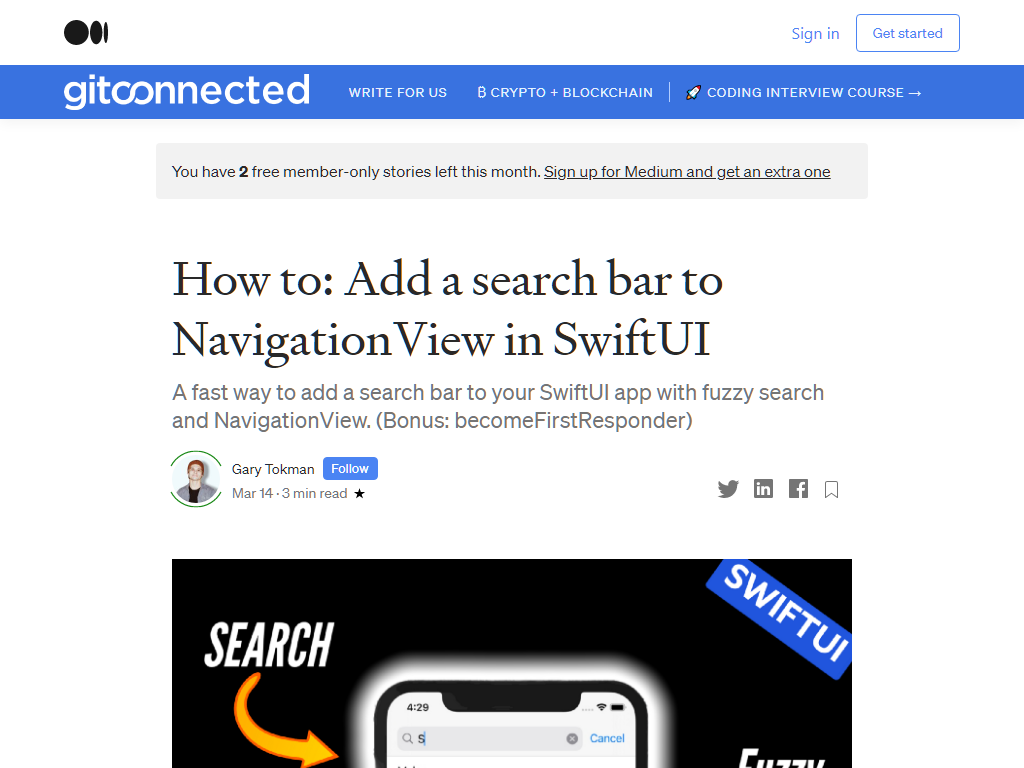 Sign in
Get started
gitconnected
WRITE FOR US
₿ CRYPTO + BLOCKCHAIN
🚀 CODING INTERVIEW COURSE →
You have 2 free member-only stories left this month. Sign up for Medium and get an extra one
How to: Add a search bar to
NavigationView in SwiftUI
A fast way to add a search bar to your SwiftUI app with fuzzy search
and NavigationView. (Bonus: becomeFirstResponder)
Gary Tokman
Follow
Mar 14 · 3 min read ★
SWIFTUI
SEARCH
4:29
S
Cancel
Fuzzy